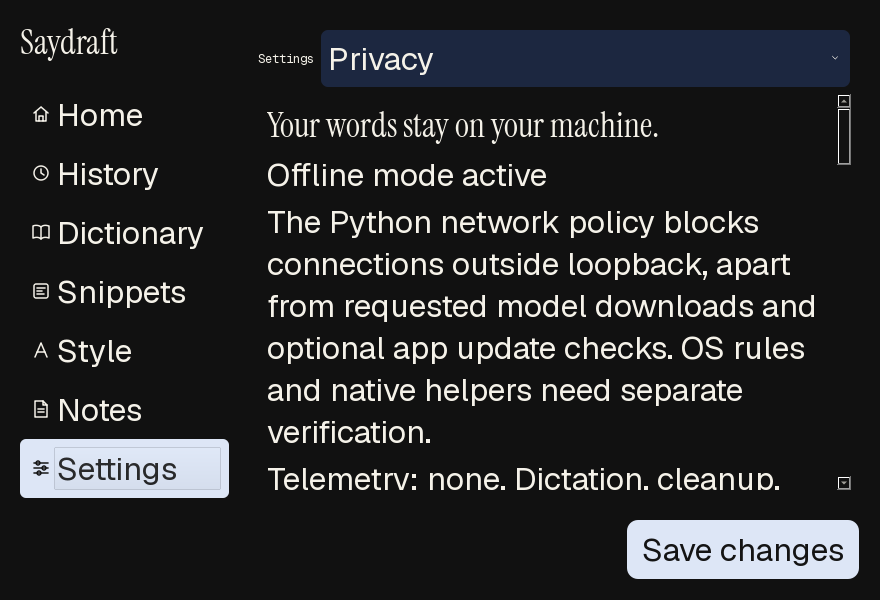 Saydraft
Settings
Privacy
Home
History
Dictionary
Snippets
Style
Notes
Settings
Your words stay on your machine.
Offline mode active
The Python network policy blocks
connections outside loopback, apart
from requested model downloads and
optional app update checks. OS rules
and native helpers need separate
verification.
Telemetry: none. Dictation, cleanup,
Save changes